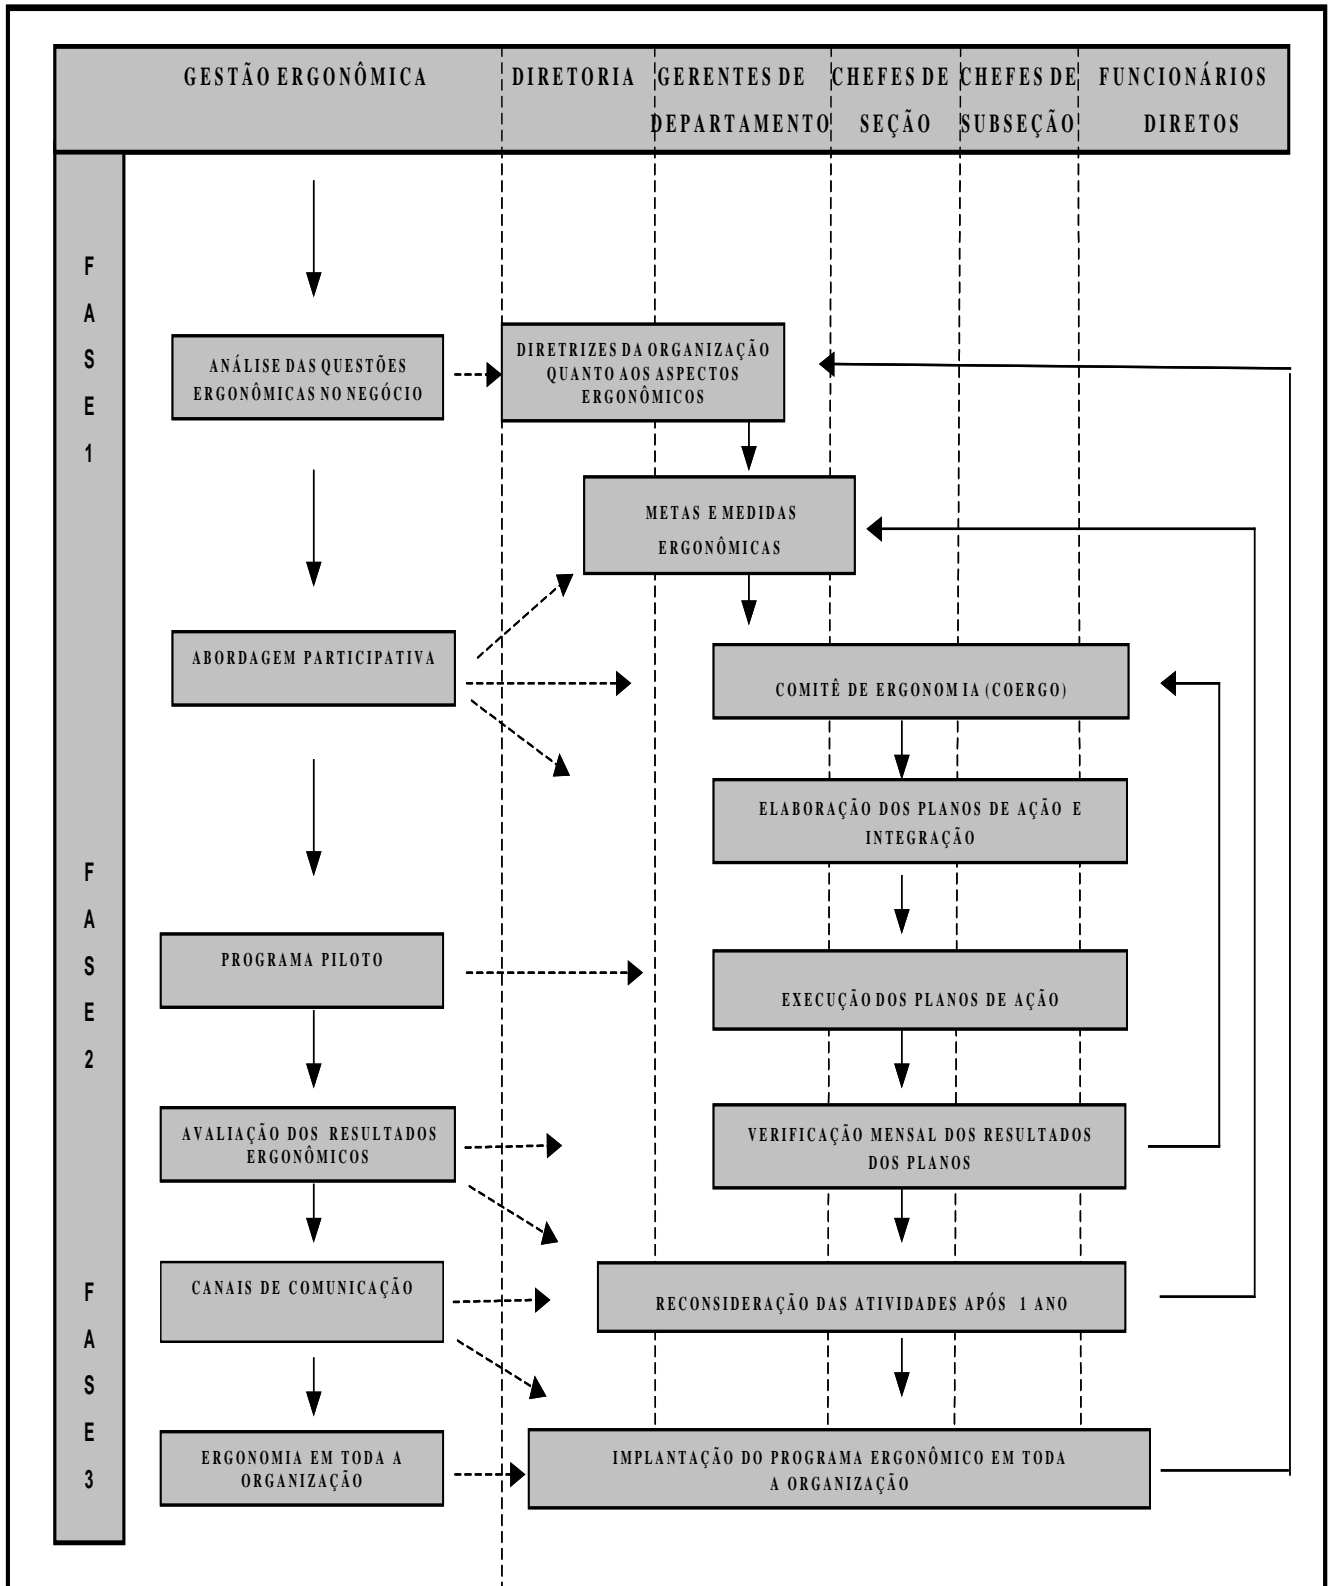 GESTÃO ERGONÔMICA
DIRETORIA
GERENTES DE
DEPARTAMENTO
CHEFES DE
SEÇÃO
CHEFES DE
SUBSEÇÃO
FUNCIONÁRIOS
DIRETOS
F
A
S
E
1
ANÁLISE DAS QUESTÕES
ERGONÔMICAS NO NEGÓCIO
DIRETRIZES DA ORGANIZAÇÃO
QUANTO AOS ASPECTOS
ERGONÔMICOS
METAS E MEDIDAS
ERGONÔMICAS
ABORDAGEM PARTICIPATIVA
COMITÊ DE ERGONOMIA (COERGO)
ELABORAÇÃO DOS PLANOS DE AÇÃO E
INTEGRAÇÃO
F
A
S
E
2
PROGRAMA PILOTO
EXECUÇÃO DOS PLANOS DE AÇÃO
AVALIAÇÃO DOS RESULTADOS
ERGONÔMICOS
VERIFICAÇÃO MENSAL DOS RESULTADOS
DOS PLANOS
F
A
S
E
3
CANAIS DE COMUNICAÇÃO
RECONSIDERAÇÃO DAS ATIVIDADES APÓS 1 ANO
ERGONOMIA EM TODA A
ORGANIZAÇÃO
IMPLANTAÇÃO DO PROGRAMA ERGONÔMICO EM TODA
A ORGANIZAÇÃO